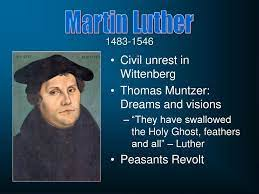 Martin Luther
1483-1546
• Civil unrest in
Wittenberg
• Thomas Muntzer:
Dreams and visions
– "They have swallowed
the Holy Ghost, feathers
and all" – Luther
• Peasants Revolt